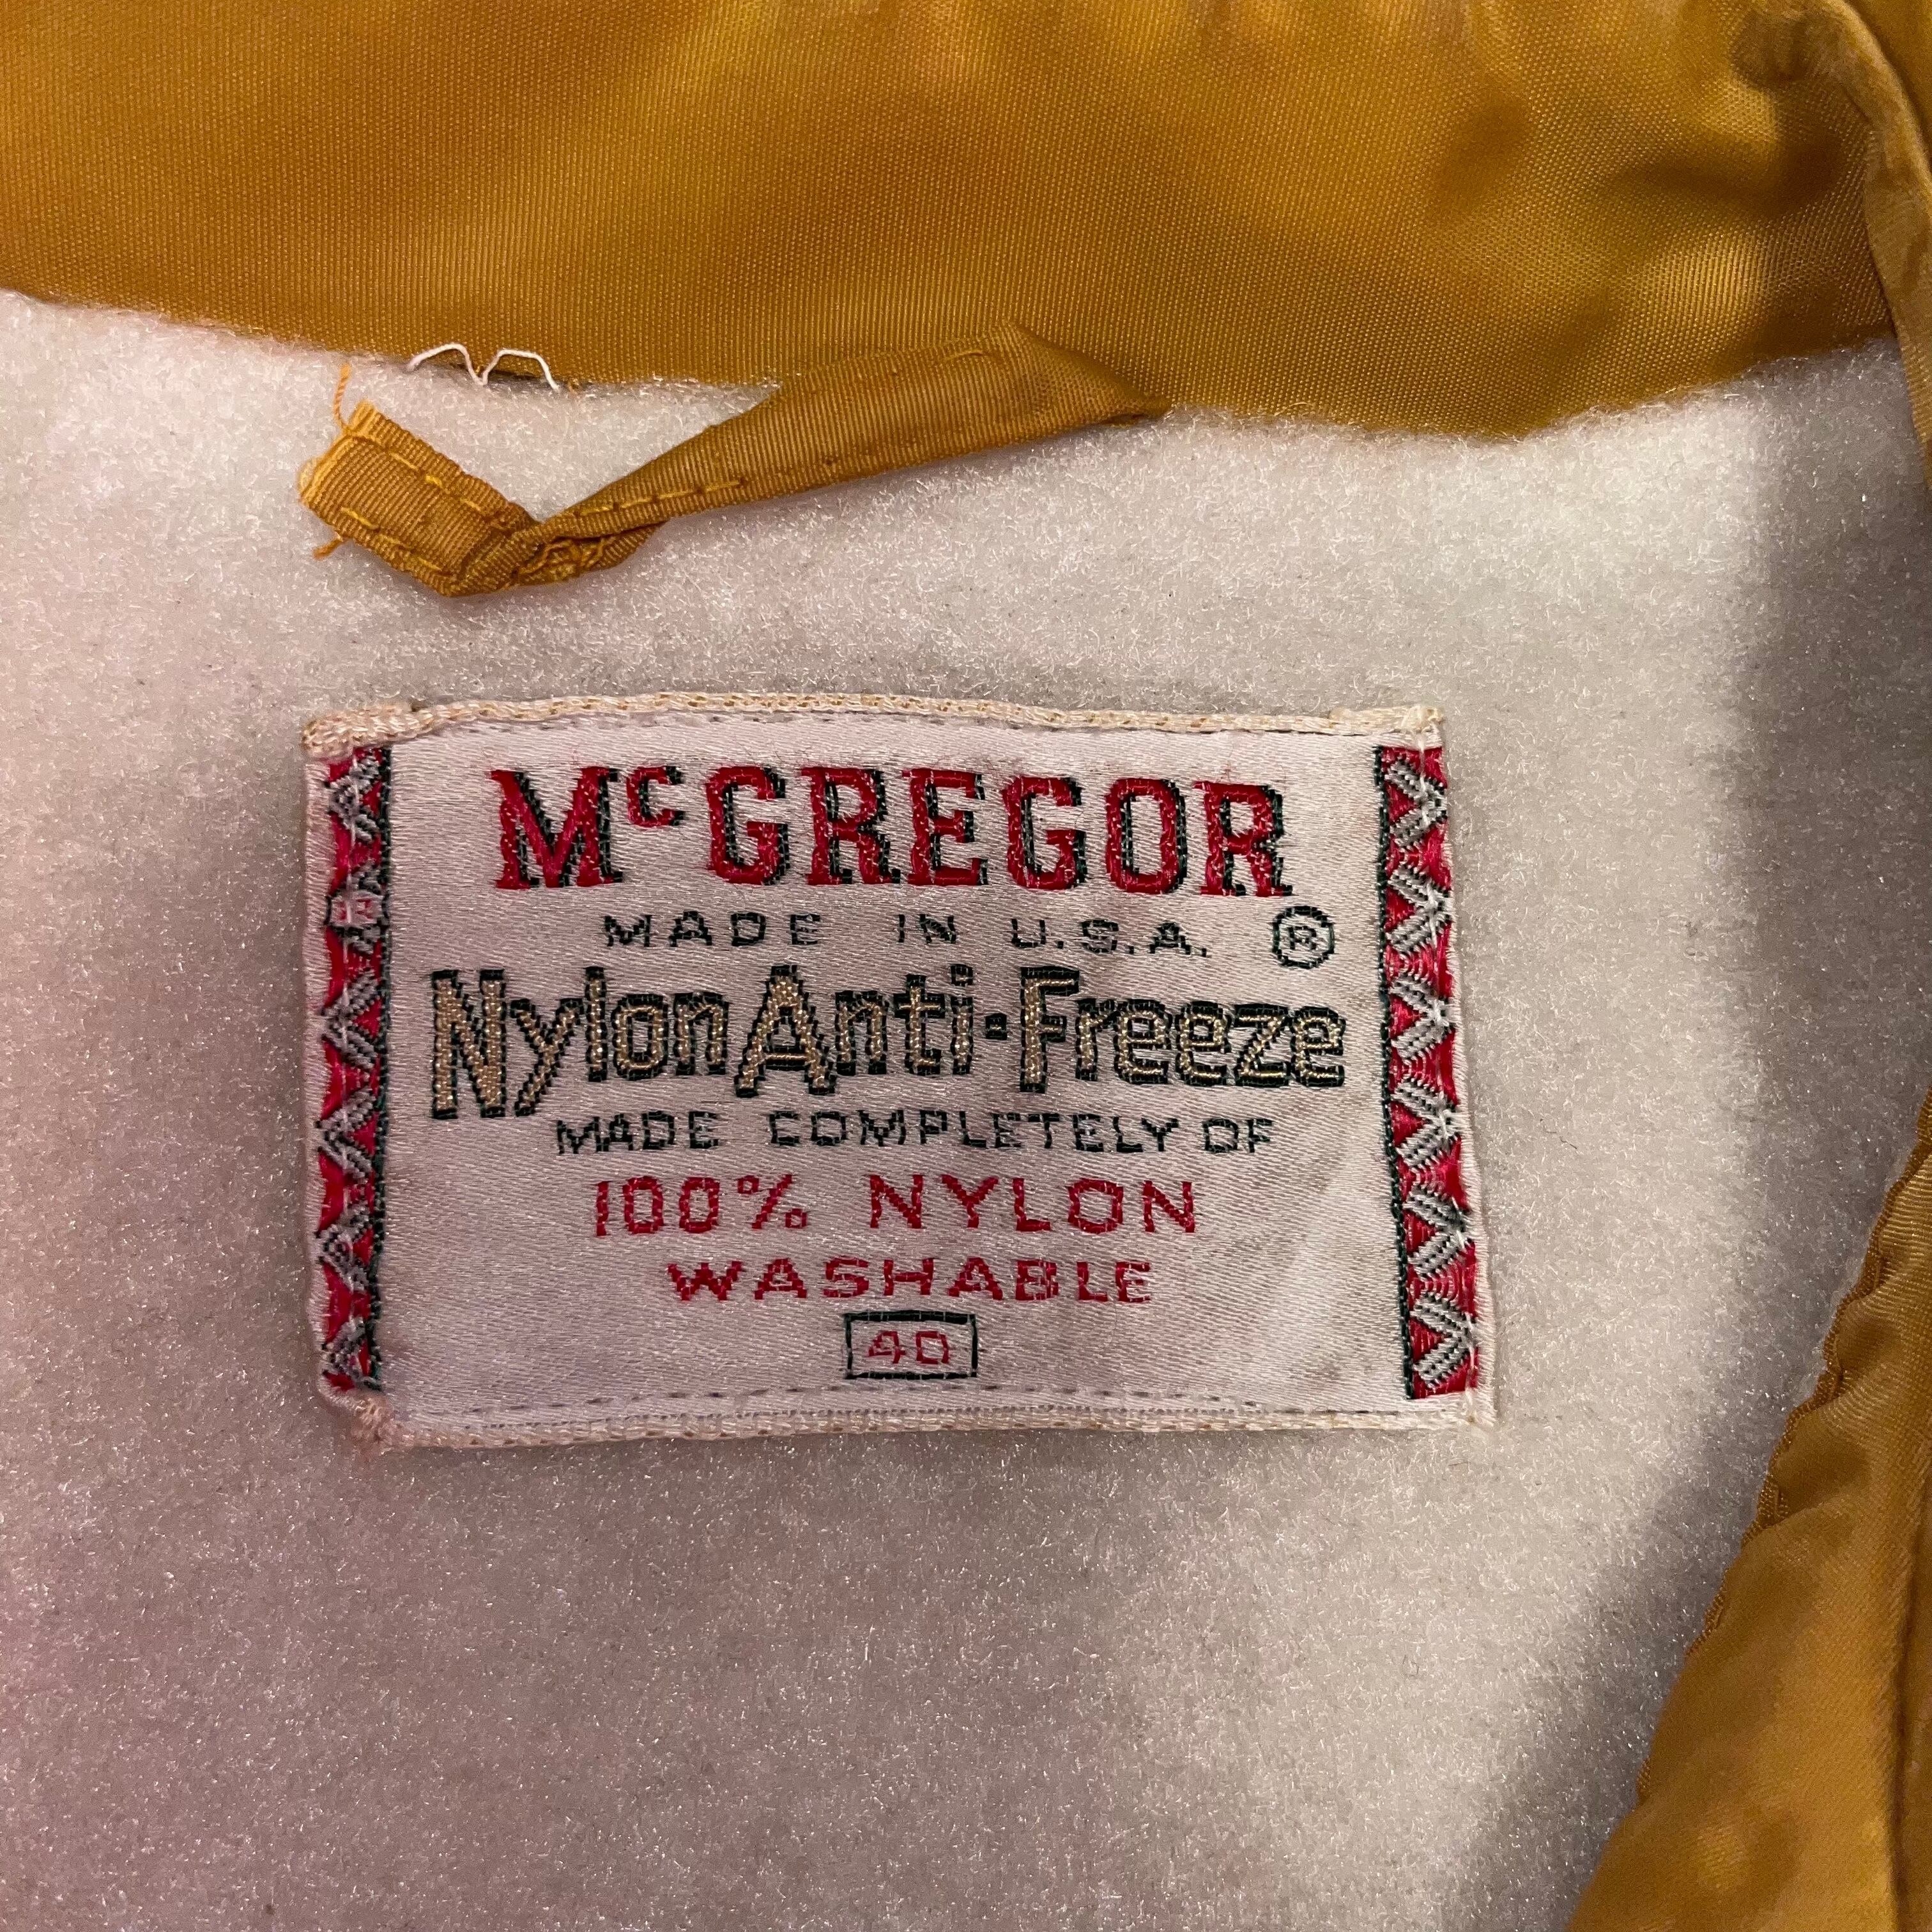 McGREGOR
MADE IN U.S.A. ®
Nylon Anti-Freeze
MADE COMPLETELY OF
100% NYLON
WASHABLE
40